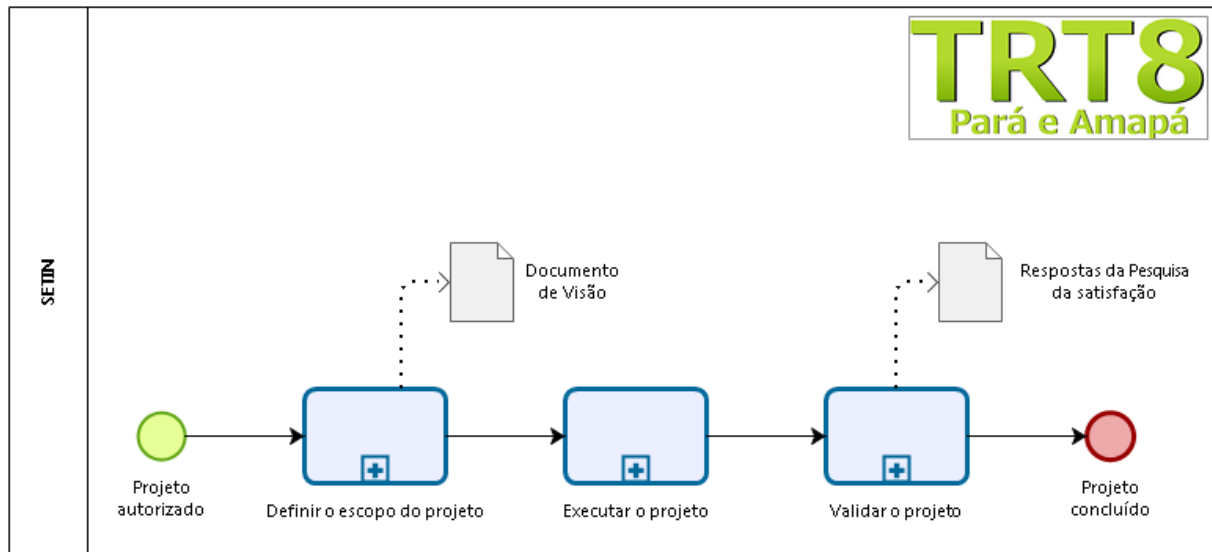 TRT8
Pará e Amapá
SETIN
Documento
de Visão
Respostas da Pesquisa
da satisfação
Projeto
autorizado
Definir o escopo do projeto
Executar o projeto
Validar o projeto
Projeto
concluído